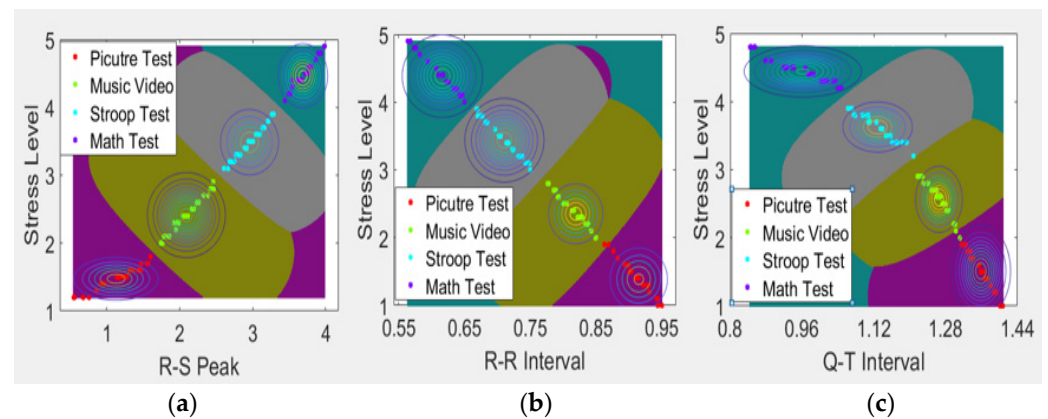 Stress Level
5
4
3
2
1
Picutre Test
Music Video
Stroop Test
Math Test
1
2
3
4
R-S Peak
(a)
Stress Level
5
4
3
2
1
Picutre Test
Music Video
Stroop Test
Math Test
0.55
0.65
0.75
0.85
0.95
R-R Interval
(b)
Stress Level
5
4
3
2
1
Picutre Test
Music Video
Stroop Test
Math Test
0.8
0.96
1.12
1.28
1.44
Q-T Interval
(c)